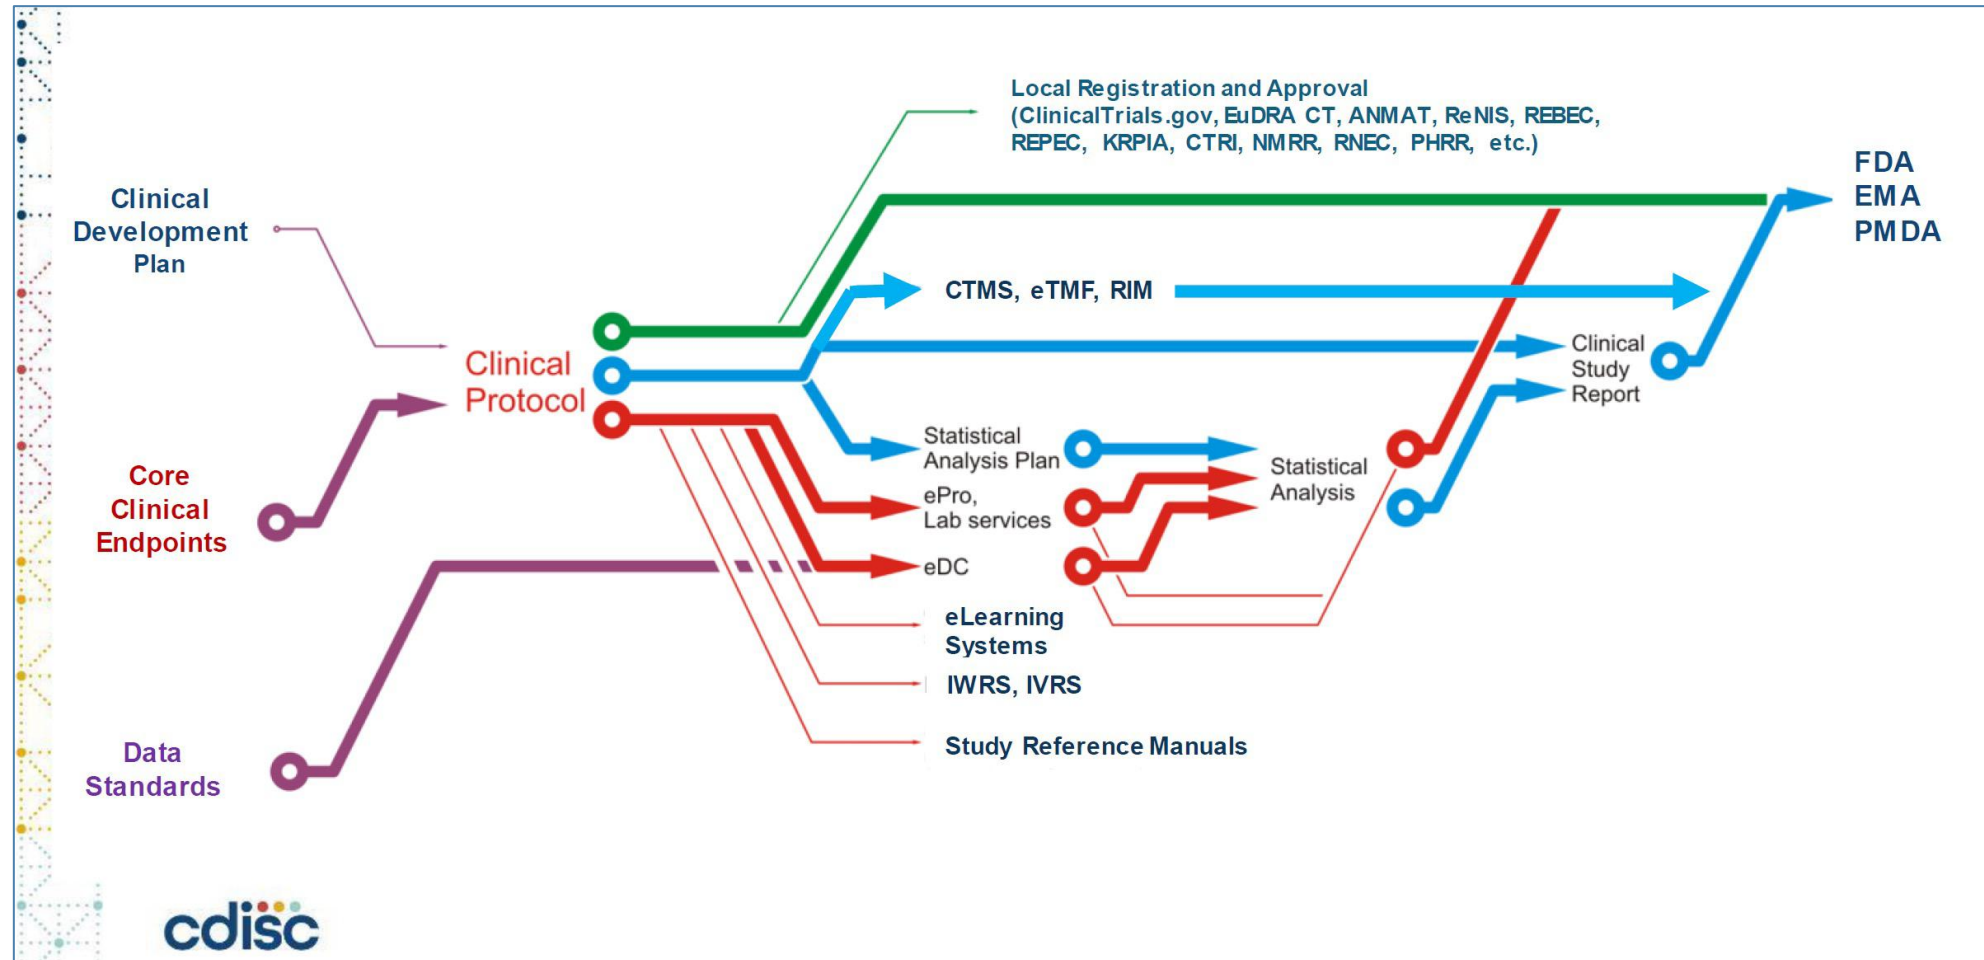 Local Registration and Approval
(ClinicalTrials.gov, EuDRA CT, ANMAT, ReNIS, REBEC,
REPEC, KRPIA, CTRI, NMRR, RNEC, PHRR, etc.)
FDA
EMA
PMDA
Clinical
Development
Plan
CTMS, eTMF, RIM
Clinical
Protocol
Clinical
Study
Report
Statistical
Analysis Plan
Statistical
Analysis
Core
Clinical
Endpoints
ePro,
Lab services
eDC
eLearning
Systems
IWRS, IVRS
Study Reference Manuals
Data
Standards
cdisc